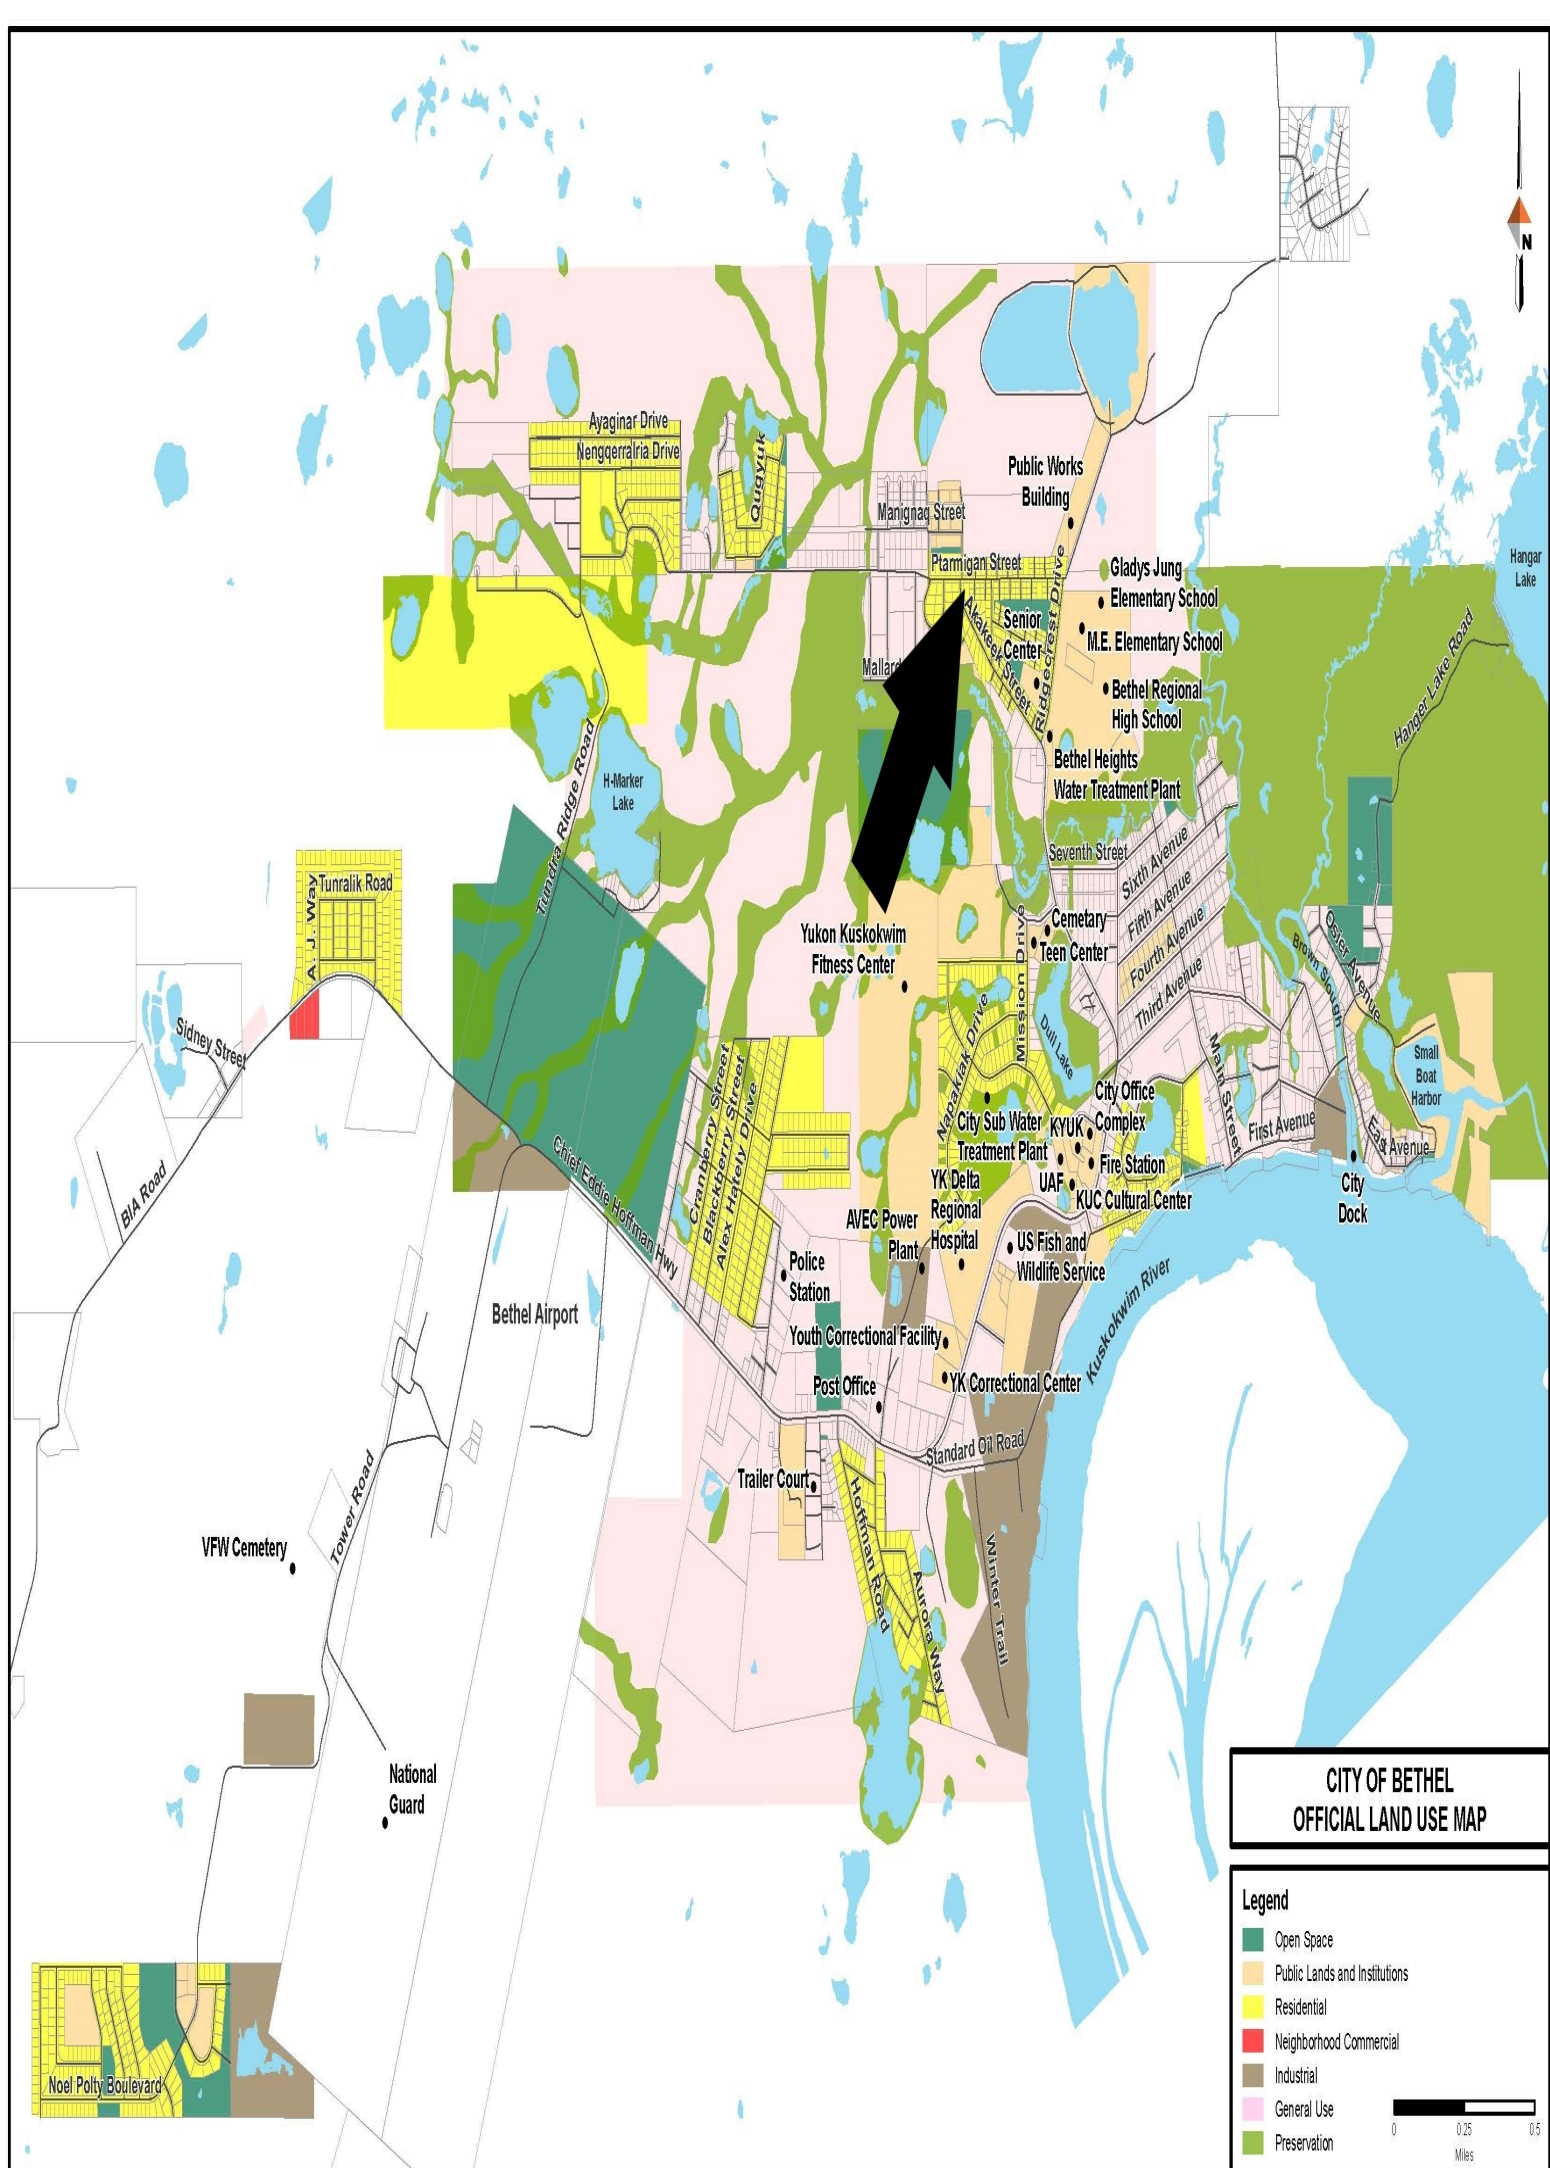 N
Ayaginar Drive
Nengqerralria Drive
Quqyuk
Public Works
Building
Manignaq Street
Ptarmigan Street
Gladys Jung
Elementary School
Hangar
Lake
Akakeek Street
Senior
Center
Ridgecrest Drive
M.E. Elementary School
Mallard
Bethel Regional
High School
Hanger Lake Road
Bethel Heights
Water Treatment Plant
Tundra Ridge Road
H-Marker
Lake
Seventh Street
Sixth Avenue
Fifth Avenue
Fourth Avenue
Third Avenue
A. J. Way
Tunralik Road
Cemetary
Teen Center
Yukon Kuskokwim
Fitness Center
Mission Drive
Osier Avenue
Brown Slough
Sidney Street
Napakiak Drive
Dull Lake
Main Street
Small
Boat
Harbor
Cranberry Street
Blackberry Street
Alex Hately Drive
City Office
Complex
City Sub Water
Treatment Plant
KYUK
First Avenue
East Avenue
Fire Station
UAF
KUC Cultural Center
City
Dock
BIA Road
Chief Eddie Hoffman Hwy
YK Delta
Regional
Hospital
AVEC Power
Plant
US Fish and
Wildlife Service
Police
Station
Bethel Airport
Kuskokwim River
Youth Correctional Facility
YK Correctional Center
Post Office
Standard Oil Road
Trailer Court
Hoffman Road
Tower Road
VFW Cemetery
Winter Trail
Aurora Way
National
Guard
CITY OF BETHEL
OFFICIAL LAND USE MAP
Legend
Open Space
Public Lands and Institutions
Residential
Neighborhood Commercial
Industrial
General Use
Preservation
0 0.25 0.5
Miles
Noel Polty Boulevard